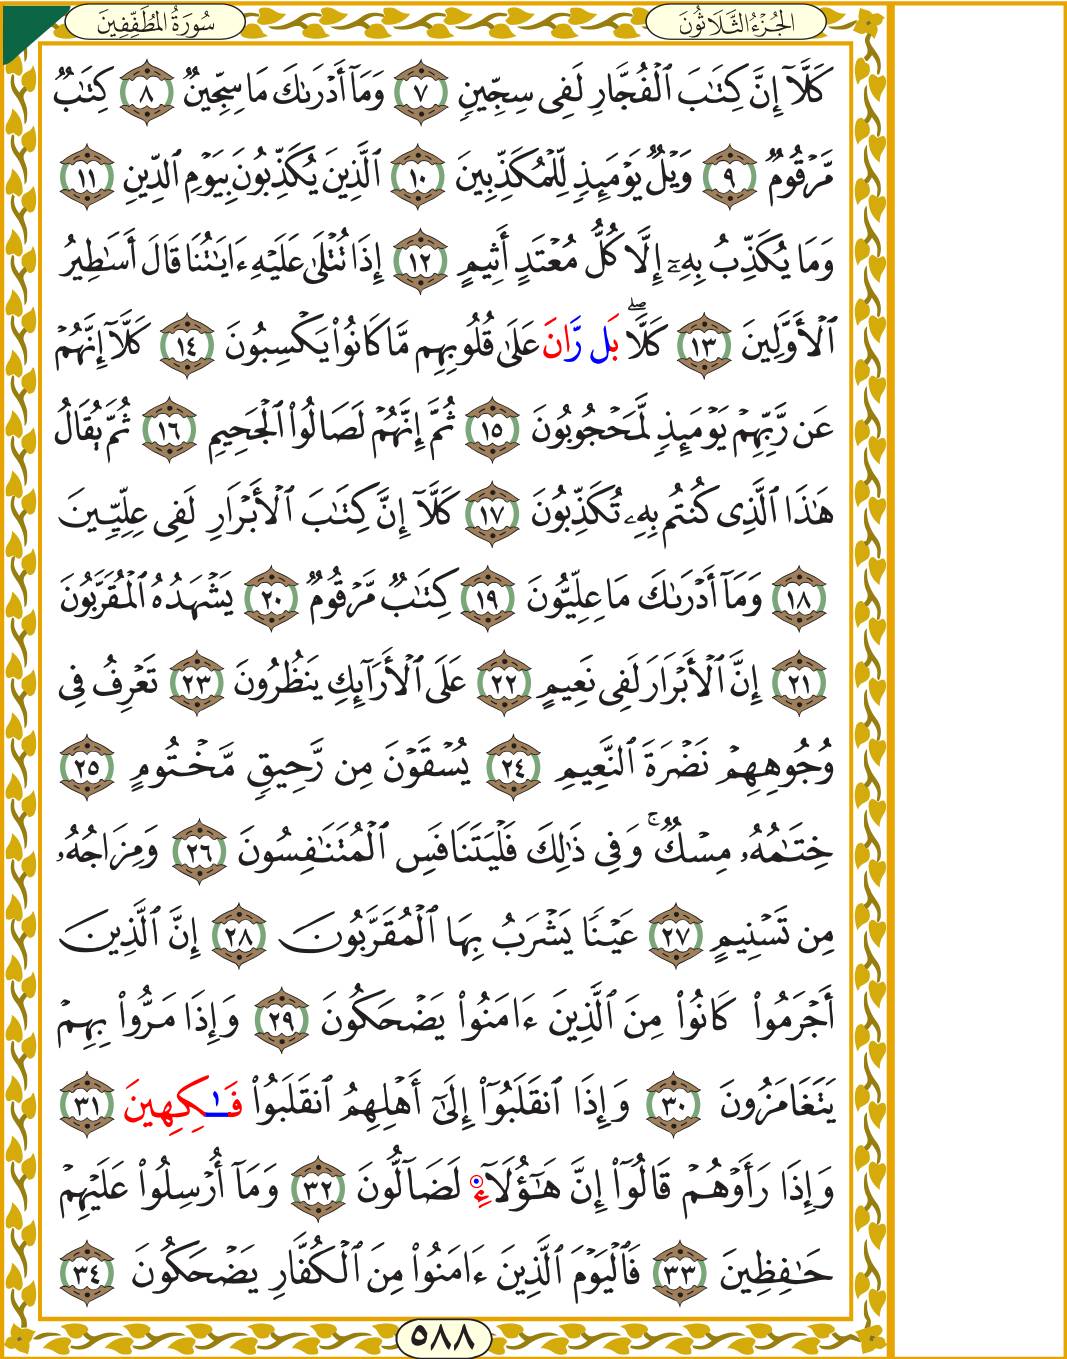 سُورَةُ المُطَفِّفِينَ
الجُزْءُ الثَّلَاثُونَ
كَلَّآ إِنَّ كِتَـٰبَ ٱلْفُجَّارِ لَفِى سِجِّينٍ ٧ وَمَآ أَدْرَىٰكَ مَا سِجِّينٌ ٨ كِتَـٰبٌ
مَّرْقُومٌ ٩ وَيْلٌ يَوْمَئِذٍ لِّلْمُكَذِّبِينَ ١٠ ٱلَّذِينَ يُكَذِّبُونَ بِيَوْمِ ٱلدِّينِ ١١
وَمَا يُكَذِّبُ بِهِۦٓ إِلَّا كُلُّ مُعْتَدٍ أَثِيمٍ ١٢ إِذَا تُتْلَىٰ عَلَيْهِ ءَايَـٰتُنَا قَالَ أَسَـٰطِيرُ
ٱلْأَوَّلِينَ ١٣ كَلَّا ۖ بَل رَّانَ عَلَىٰ قُلُوبِهِم مَّا كَانُوا۟ يَكْسِبُونَ ١٤ كَلَّآ إِنَّهُمْ
عَن رَّبِّهِمْ يَوْمَئِذٍ لَّمَحْجُوبُونَ ١٥ ثُمَّ إِنَّهُمْ لَصَالُوا۟ ٱلْجَحِيمِ ١٦ ثُمَّ يُقَالُ
هَـٰذَا ٱلَّذِى كُنتُم بِهِۦ تُكَذِّبُونَ ١٧ كَلَّآ إِنَّ كِتَـٰبَ ٱلْأَبْرَارِ لَفِى عِلِّيِّينَ
١٨ وَمَآ أَدْرَىٰكَ مَا عِلِّيُّونَ ١٩ كِتَـٰبٌ مَّرْقُومٌ ٢٠ يَشْهَدُهُ ٱلْمُقَرَّبُونَ
٢١ إِنَّ ٱلْأَبْرَارَ لَفِى نَعِيمٍ ٢٢ عَلَى ٱلْأَرَآئِكِ يَنظُرُونَ ٢٣ تَعْرِفُ فِى
وُجُوهِهِمْ نَضْرَةَ ٱلنَّعِيمِ ٢٤ يُسْقَوْنَ مِن رَّحِيقٍ مَّخْتُومٍ ٢٥
خِتَـٰمُهُۥ مِسْكٌ ۚ وَفِى ذَٰلِكَ فَلْيَتَنَافَسِ ٱلْمُتَنَـٰفِسُونَ ٢٦ وَمِزَاجُهُۥ
مِن تَسْنِيمٍ ٢٧ عَيْنًا يَشْرَبُ بِهَا ٱلْمُقَرَّبُونَ ٢٨ إِنَّ ٱلَّذِينَ
أَجْرَمُوا۟ كَانُوا۟ مِنَ ٱلَّذِينَ ءَامَنُوا۟ يَضْحَكُونَ ٢٩ وَإِذَا مَرُّوا۟ بِهِمْ
يَتَغَامَزُونَ ٣٠ وَإِذَا ٱنقَلَبُوٓا۟ إِلَىٰٓ أَهْلِهِمُ ٱنقَلَبُوا۟ فَـٰكِهِينَ ٣١
وَإِذَا رَأَوْهُمْ قَالُوٓا۟ إِنَّ هَـٰٓؤُلَآءِ لَضَآلُّونَ ٣٢ وَمَآ أُرْسِلُوا۟ عَلَيْهِمْ
حَـٰفِظِينَ ٣٣ فَٱلْيَوْمَ ٱلَّذِينَ ءَامَنُوا۟ مِنَ ٱلْكُفَّارِ يَضْحَكُونَ ٣٤
٥٨٨